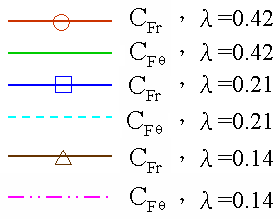 C_Fr , λ=0.42
C_Fθ , λ=0.42
C_Fr , λ=0.21
C_Fθ , λ=0.21
C_Fr , λ=0.14
C_Fθ , λ=0.14